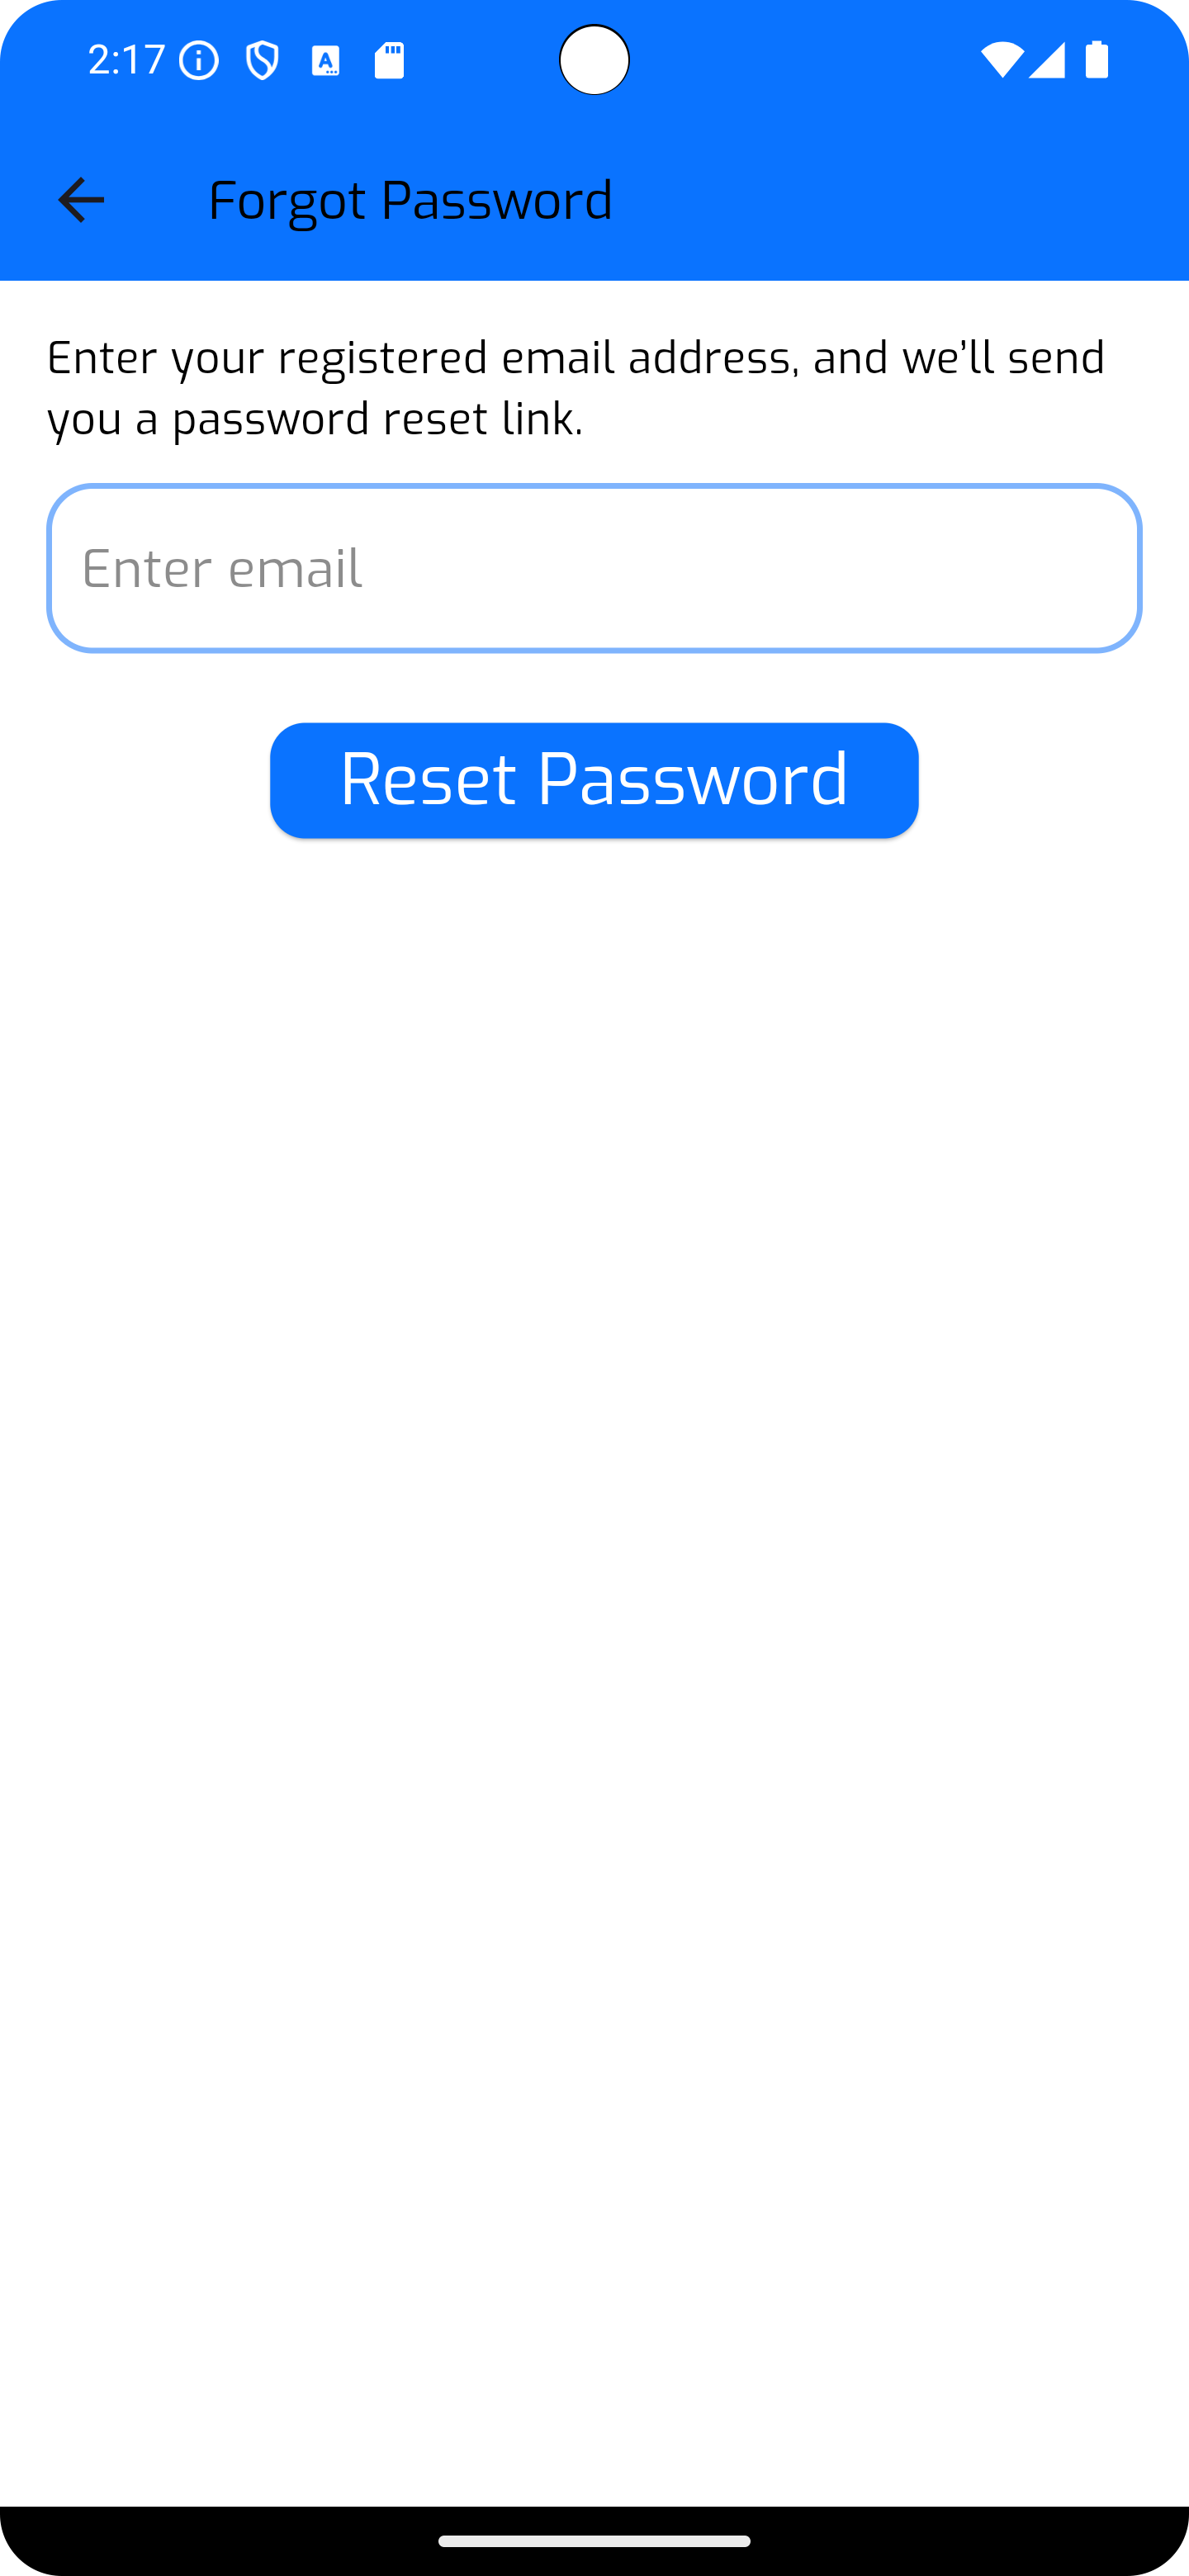 2:17
Forgot Password
Enter your registered email address, and we'll send
you a password reset link.
Enter email
Reset Password